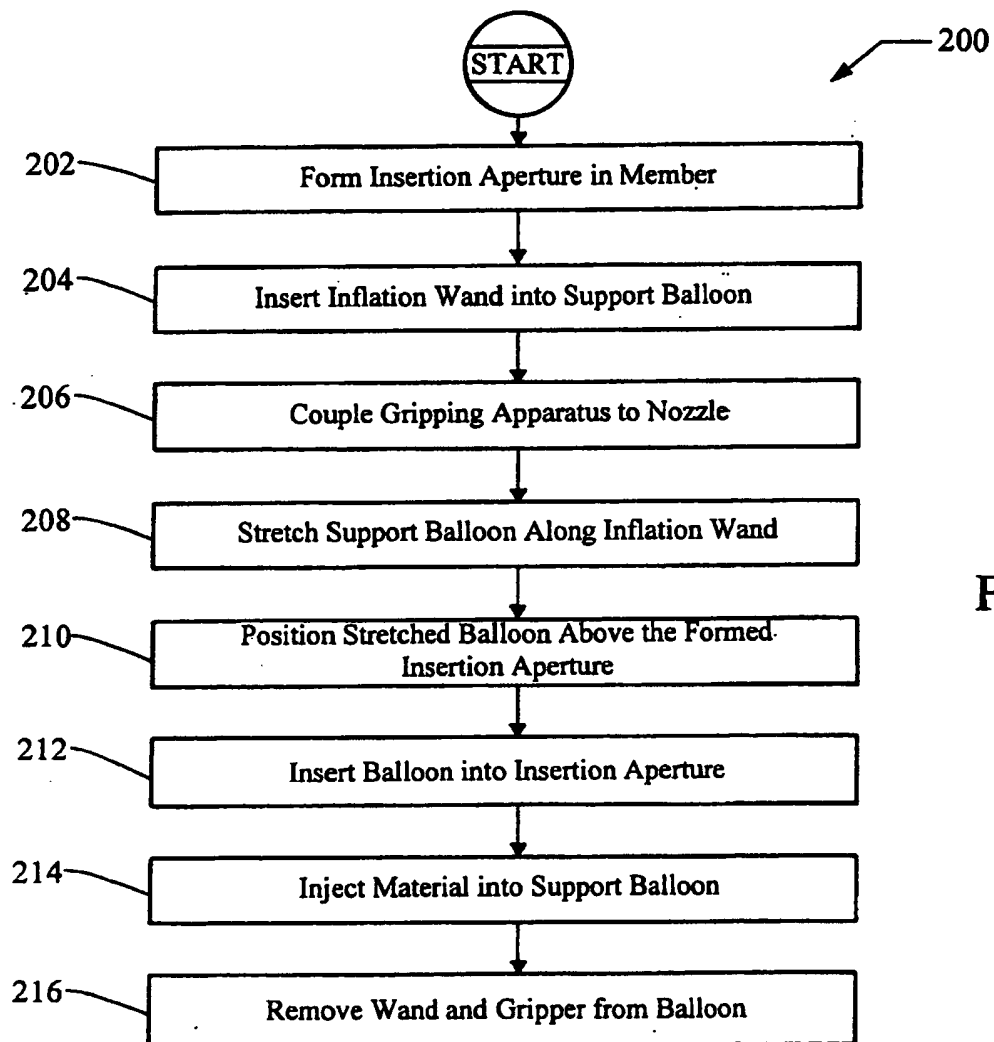 200
START
202
Form Insertion Aperture in Member
204
Insert Inflation Wand into Support Balloon
206
Couple Gripping Apparatus to Nozzle
208
Stretch Support Balloon Along Inflation Wand
210
Position Stretched Balloon Above the Formed
Insertion Aperture
212
Insert Balloon into Insertion Aperture
214
Inject Material into Support Balloon
216
Remove Wand and Gripper from Balloon